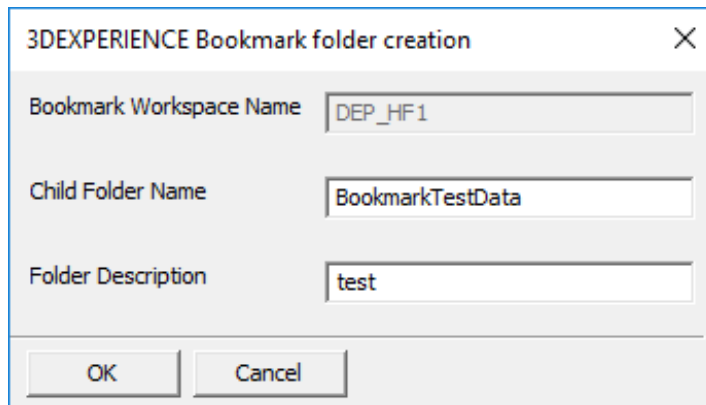 3DEXPERIENCE Bookmark folder creation
Bookmark Workspace Name DEP_HF1
Child Folder Name BookmarkTestData
Folder Description test
OK Cancel